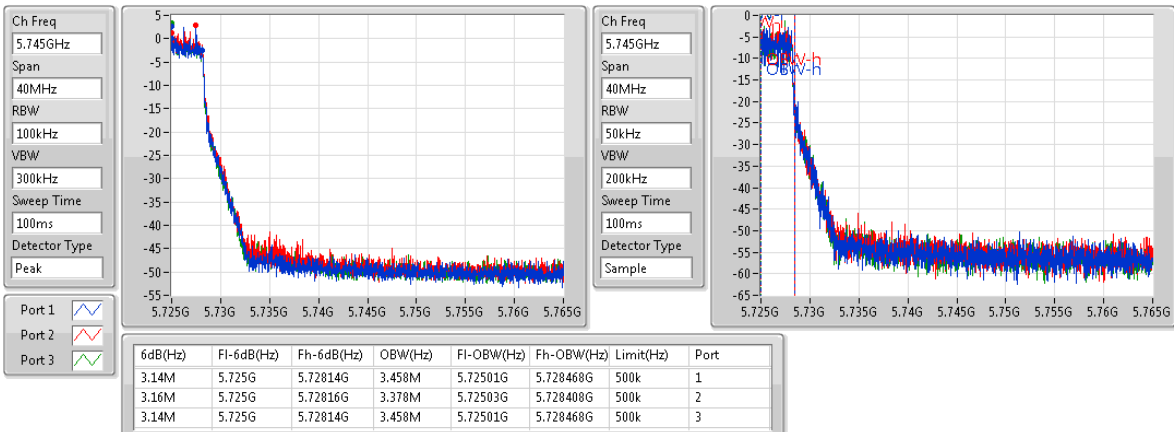 Ch Freq
5.745GHz
Span
40MHz
RBW
100kHz
VBW
300kHz
Sweep Time
100ms
Detector Type
Peak
Port 1
Port 2
Port 3
5
0
-5
-10
-15
-20
-25
-30
-35
-40
-45
-50
-55
5.725G 5.73G 5.735G 5.74G 5.745G 5.75G 5.755G 5.76G 5.765G
Ch Freq
5.745GHz
Span
40MHz
RBW
50kHz
VBW
200kHz
Sweep Time
100ms
Detector Type
Sample
0
-5
-10
-15
-20
-25
-30
-35
-40
-45
-50
-55
-60
-65
OBW-h
OBW-h
5.725G 5.73G 5.735G 5.74G 5.745G 5.75G 5.755G 5.76G 5.765G
6dB(Hz) Fl-6dB(Hz) Fh-6dB(Hz) OBW(Hz) Fl-OBW(Hz) Fh-OBW(Hz) Limit(Hz) Port
3.14M 5.725G 5.72814G 3.458M 5.72501G 5.728468G 500k 1
3.16M 5.725G 5.72816G 3.378M 5.72503G 5.728408G 500k 2
3.14M 5.725G 5.72814G 3.458M 5.72501G 5.728468G 500k 3